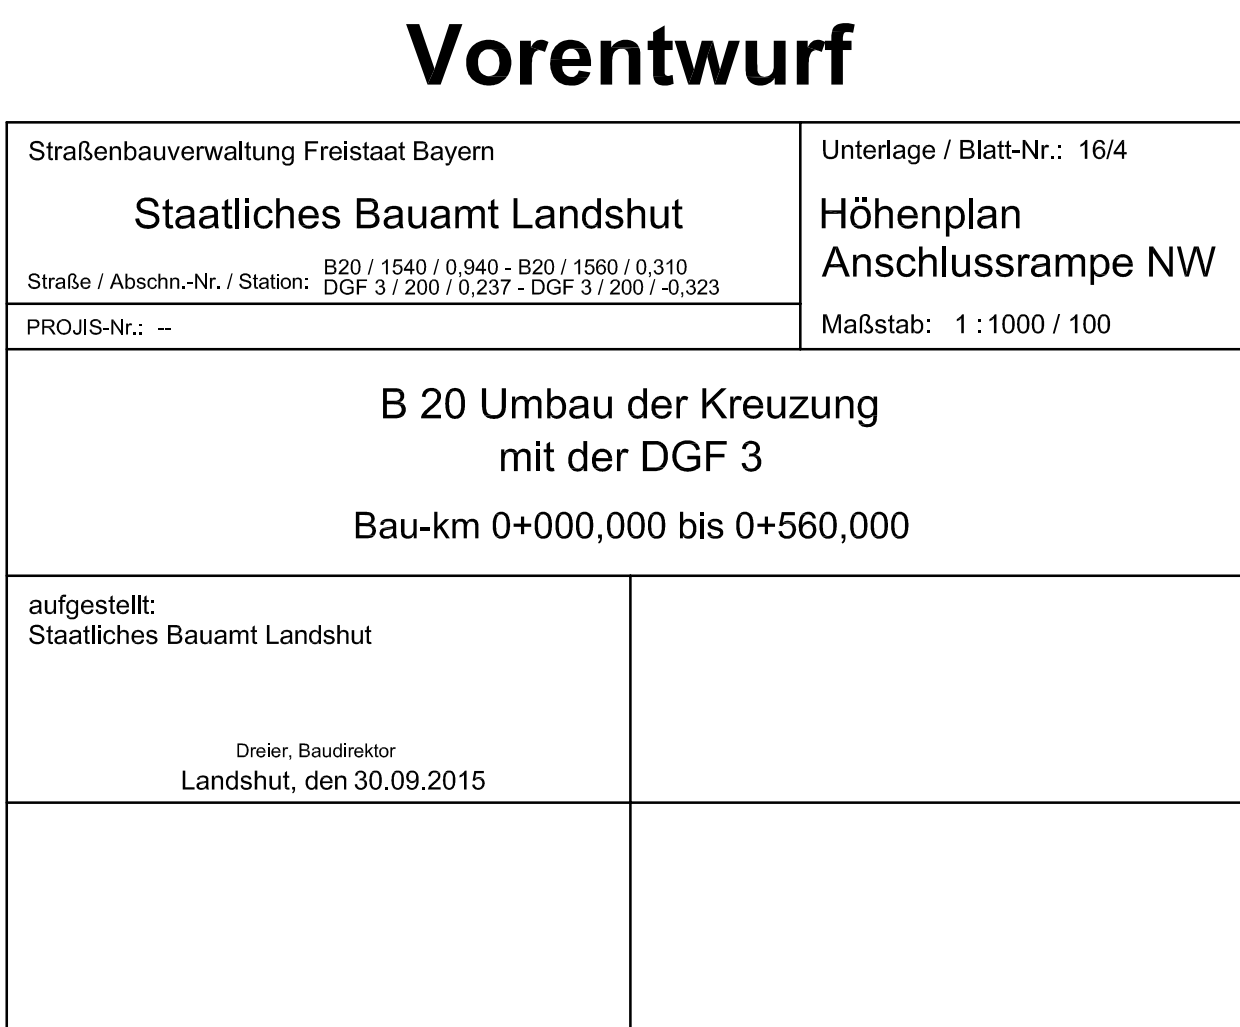 Vorentwurf
Straßenbauverwaltung Freistaat Bayern
Staatliches Bauamt Landshut
Straße / Abschn.-Nr. / Station:
B20 / 1540 / 0,940 - B20 / 1560 / 0,310
DGF 3 / 200 / 0,237 - DGF 3 / 200 / -0,323
PROJIS-Nr.: --
Unterlage / Blatt-Nr.: 16/4
Höhenplan
Anschlussrampe NW
Maßstab: 1 : 1000 / 100
B 20 Umbau der Kreuzung
mit der DGF 3
Bau-km 0+000,000 bis 0+560,000
aufgestellt:
Staatliches Bauamt Landshut
Dreier, Baudirektor
Landshut, den 30.09.2015